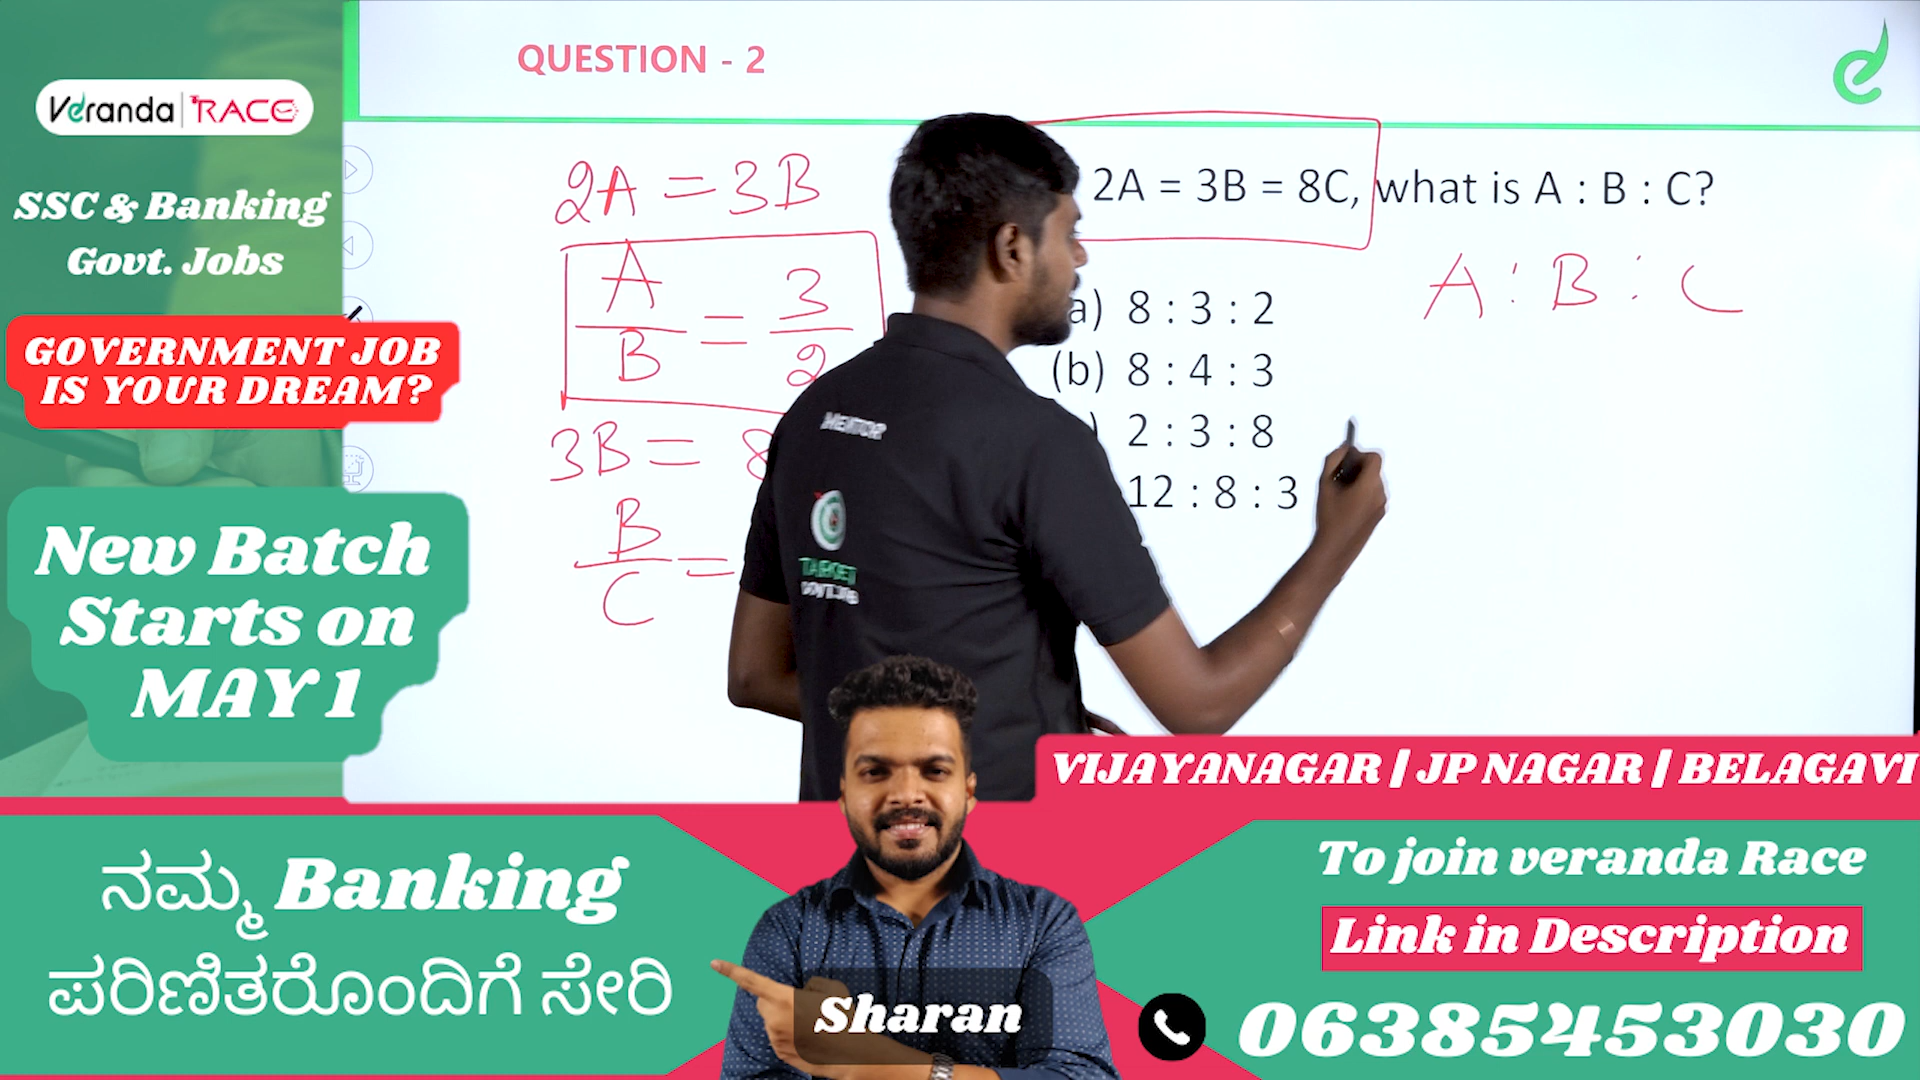 Veranda RACE
SSC & Banking
Govt. Jobs
GOVERNMENT JOB
IS YOUR DREAM?
New Batch
Starts on
MAY 1
QUESTION - 2
2A = 3B = 8C, what is A : B : C?
a) 8 : 3 : 2
(b) 8 : 4 : 3
) 2 : 3 : 8
12 : 8 : 3
2A = 3B
A/B = 3/2
3B = 8
B/C =
A : B : C
MENTOR
TARGET
VIJAYANAGAR | JP NAGAR | BELAGAVI
ನಮ್ಮ Banking
ಪರಿಣಿತರೊಂದಿಗೆ ಸೇರಿ
Sharan
To join veranda Race
Link in Description
06385453030